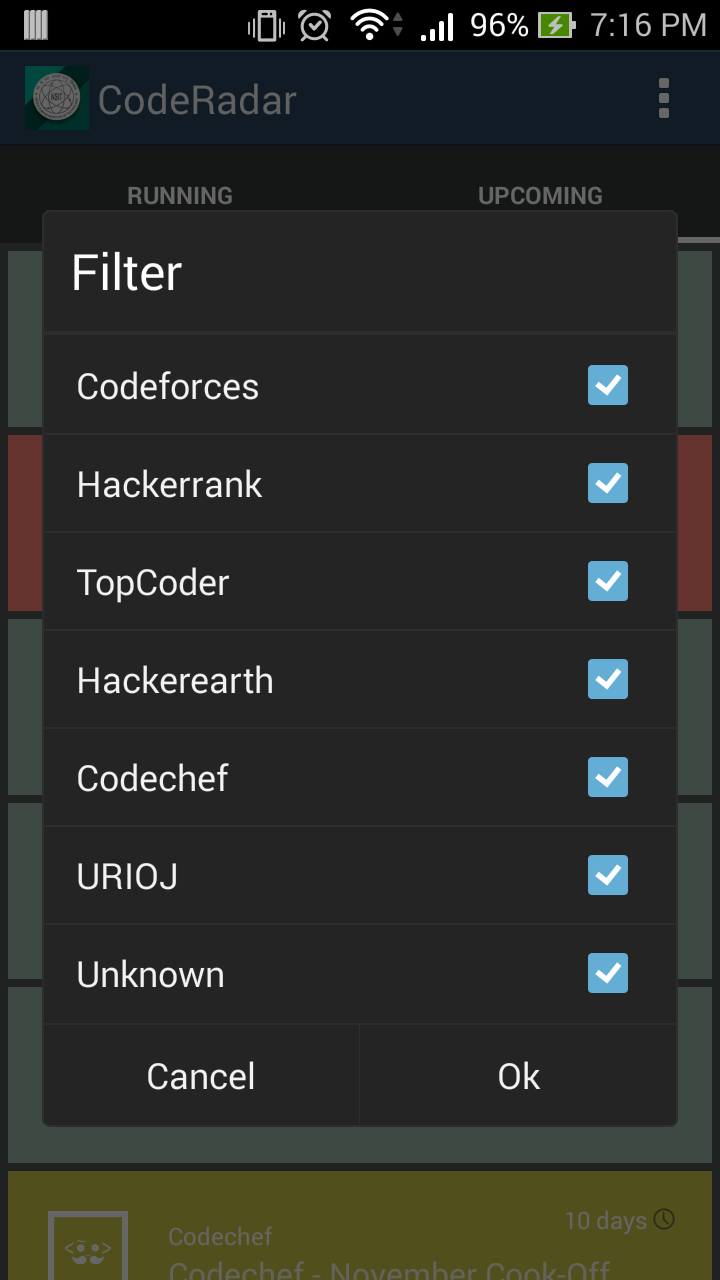 96% 7:16 PM
NSIT CodeRadar
RUNNING UPCOMING
Filter
Codeforces
Hackerrank
TopCoder
Hackerearth
Codechef
URIOJ
Unknown
Cancel Ok
10 days
Codechef
Codechef - November Cook-Off